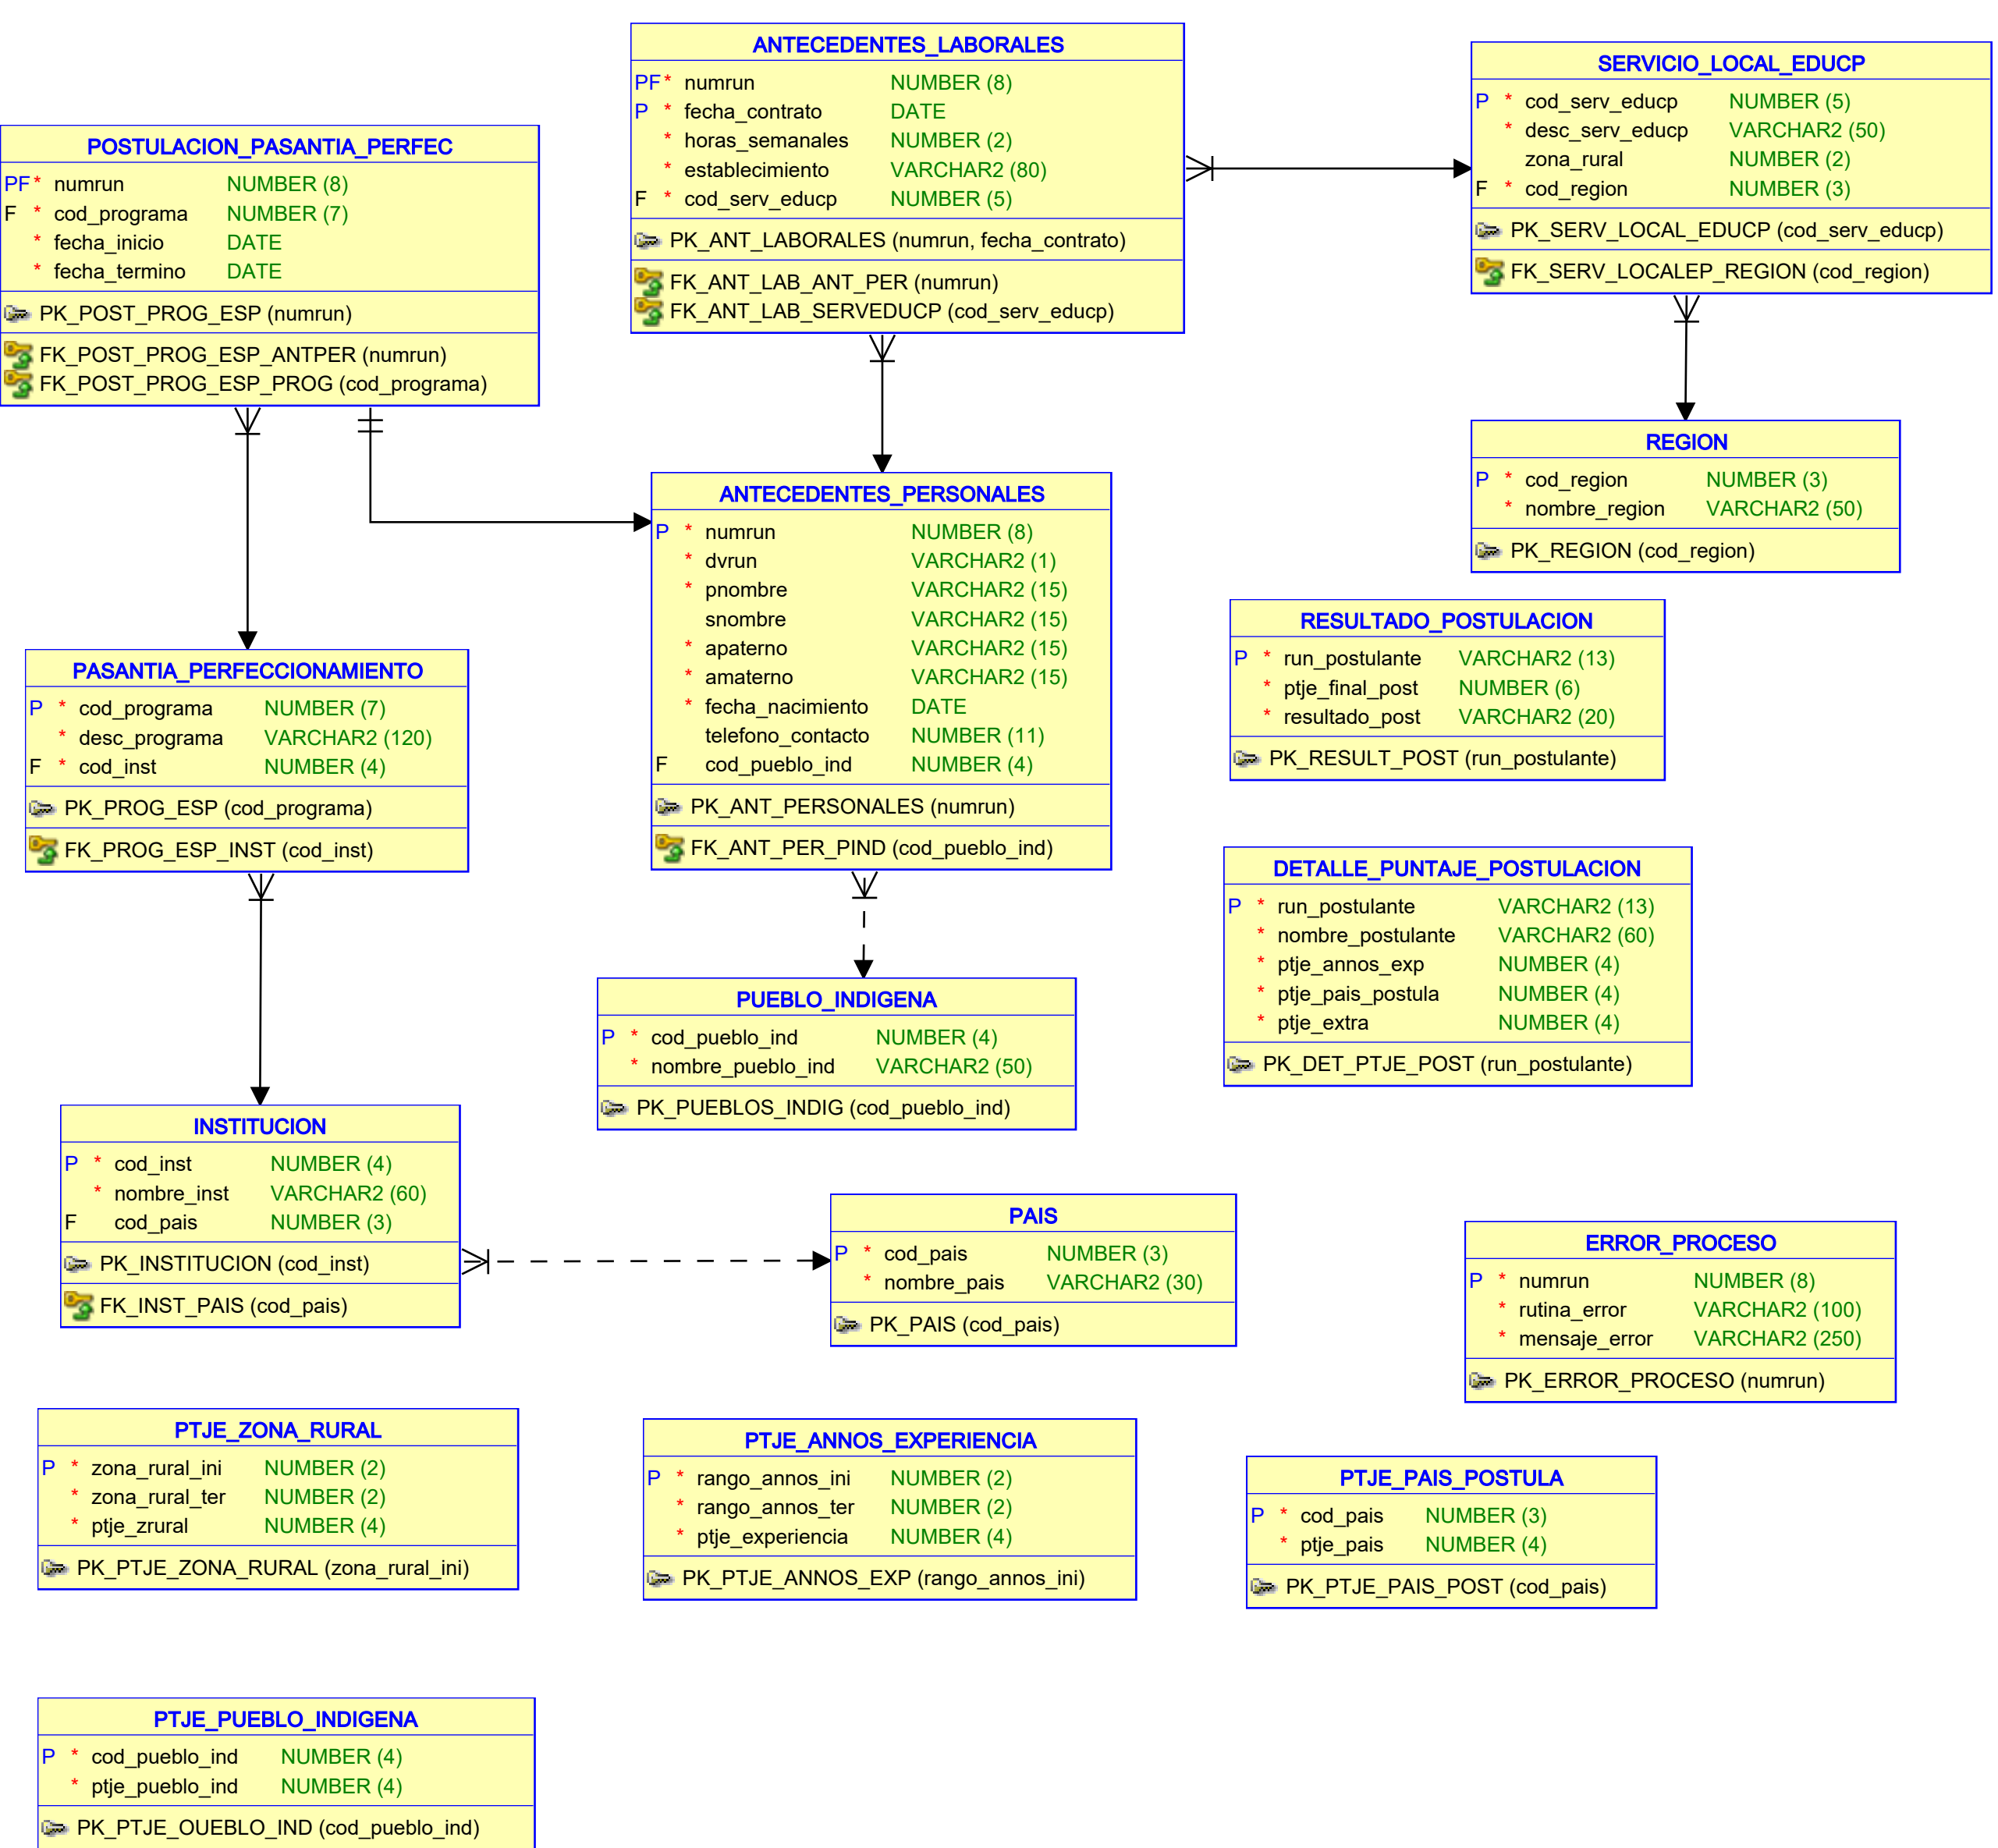 ANTECEDENTES_LABORALES
PF* numrun NUMBER (8)
P * fecha_contrato DATE
* horas_semanales NUMBER (2)
* establecimiento VARCHAR2 (80)
F * cod_serv_educp NUMBER (5)
PK_ANT_LABORALES (numrun, fecha_contrato)
FK_ANT_LAB_ANT_PER (numrun)
FK_ANT_LAB_SERVEDUCP (cod_serv_educp)
SERVICIO_LOCAL_EDUCP
P * cod_serv_educp NUMBER (5)
* desc_serv_educp VARCHAR2 (50)
zona_rural NUMBER (2)
F * cod_region NUMBER (3)
PK_SERV_LOCAL_EDUCP (cod_serv_educp)
FK_SERV_LOCALEP_REGION (cod_region)
POSTULACION_PASANTIA_PERFEC
PF* numrun NUMBER (8)
F * cod_programa NUMBER (7)
* fecha_inicio DATE
* fecha_termino DATE
PK_POST_PROG_ESP (numrun)
FK_POST_PROG_ESP_ANTPER (numrun)
FK_POST_PROG_ESP_PROG (cod_programa)
REGION
P * cod_region NUMBER (3)
* nombre_region VARCHAR2 (50)
PK_REGION (cod_region)
ANTECEDENTES_PERSONALES
P * numrun NUMBER (8)
* dvrun VARCHAR2 (1)
* pnombre VARCHAR2 (15)
snombre VARCHAR2 (15)
* apaterno VARCHAR2 (15)
* amaterno VARCHAR2 (15)
* fecha_nacimiento DATE
telefono_contacto NUMBER (11)
F cod_pueblo_ind NUMBER (4)
PK_ANT_PERSONALES (numrun)
FK_ANT_PER_PIND (cod_pueblo_ind)
RESULTADO_POSTULACION
P * run_postulante VARCHAR2 (13)
* ptje_final_post NUMBER (6)
* resultado_post VARCHAR2 (20)
PK_RESULT_POST (run_postulante)
PASANTIA_PERFECCIONAMIENTO
P * cod_programa NUMBER (7)
* desc_programa VARCHAR2 (120)
F * cod_inst NUMBER (4)
PK_PROG_ESP (cod_programa)
FK_PROG_ESP_INST (cod_inst)
DETALLE_PUNTAJE_POSTULACION
P * run_postulante VARCHAR2 (13)
* nombre_postulante VARCHAR2 (60)
* ptje_annos_exp NUMBER (4)
* ptje_pais_postula NUMBER (4)
* ptje_extra NUMBER (4)
PK_DET_PTJE_POST (run_postulante)
PUEBLO_INDIGENA
P * cod_pueblo_ind NUMBER (4)
* nombre_pueblo_ind VARCHAR2 (50)
PK_PUEBLOS_INDIG (cod_pueblo_ind)
INSTITUCION
P * cod_inst NUMBER (4)
* nombre_inst VARCHAR2 (60)
F cod_pais NUMBER (3)
PK_INSTITUCION (cod_inst)
FK_INST_PAIS (cod_pais)
PAIS
P * cod_pais NUMBER (3)
* nombre_pais VARCHAR2 (30)
PK_PAIS (cod_pais)
ERROR_PROCESO
P * numrun NUMBER (8)
* rutina_error VARCHAR2 (100)
* mensaje_error VARCHAR2 (250)
PK_ERROR_PROCESO (numrun)
PTJE_ZONA_RURAL
P * zona_rural_ini NUMBER (2)
* zona_rural_ter NUMBER (2)
* ptje_zrural NUMBER (4)
PK_PTJE_ZONA_RURAL (zona_rural_ini)
PTJE_ANNOS_EXPERIENCIA
P * rango_annos_ini NUMBER (2)
* rango_annos_ter NUMBER (2)
* ptje_experiencia NUMBER (4)
PK_PTJE_ANNOS_EXP (rango_annos_ini)
PTJE_PAIS_POSTULA
P * cod_pais NUMBER (3)
* ptje_pais NUMBER (4)
PK_PTJE_PAIS_POST (cod_pais)
PTJE_PUEBLO_INDIGENA
P * cod_pueblo_ind NUMBER (4)
* ptje_pueblo_ind NUMBER (4)
PK_PTJE_OUEBLO_IND (cod_pueblo_ind)